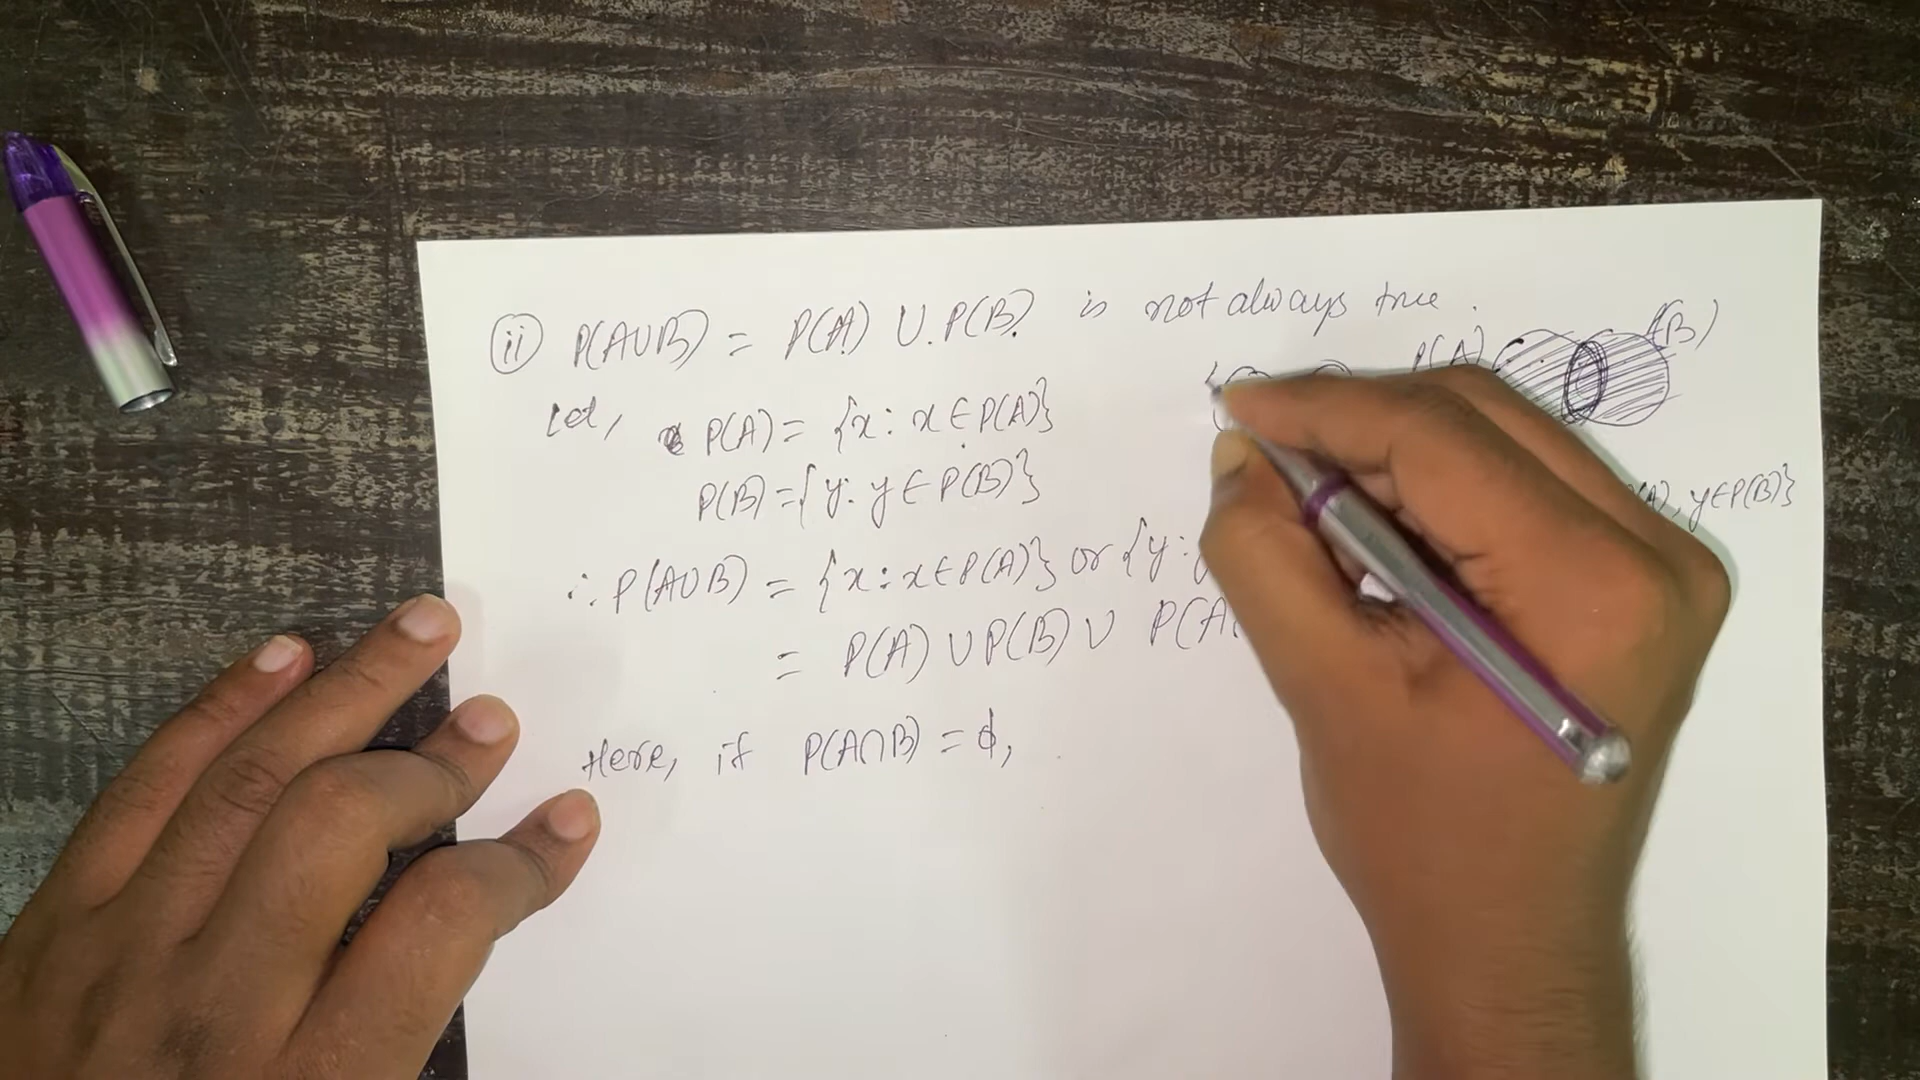 (ii) P(A∪B) = P(A) ∪ P(B) is not always true.
P(A) (B)
Let, P(A) = {x : x ∈ P(A)}
P(B) = {y : y ∈ P(B)}
, y ∈ P(B)}
∴ P(A∪B) = {x : x ∈ P(A)} or {y :
= P(A) ∪ P(B) ∪ P(A
Here, if P(A∩B) = ϕ,